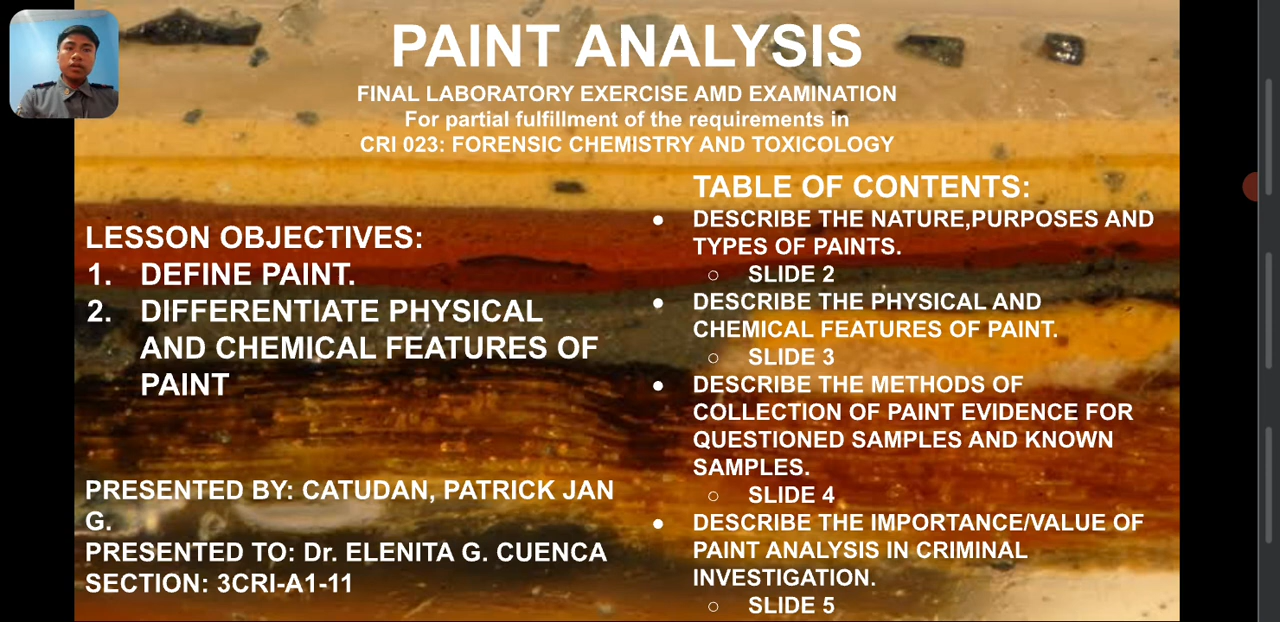 PAINT ANALYSIS
FINAL LABORATORY EXERCISE AMD EXAMINATION
For partial fulfillment of the requirements in
CRI 023: FORENSIC CHEMISTRY AND TOXICOLOGY
LESSON OBJECTIVES:
1. DEFINE PAINT.
2. DIFFERENTIATE PHYSICAL
AND CHEMICAL FEATURES OF
PAINT
PRESENTED BY: CATUDAN, PATRICK JAN
G.
PRESENTED TO: Dr. ELENITA G. CUENCA
SECTION: 3CRI-A1-11
TABLE OF CONTENTS:
● DESCRIBE THE NATURE,PURPOSES AND
TYPES OF PAINTS.
○ SLIDE 2
● DESCRIBE THE PHYSICAL AND
CHEMICAL FEATURES OF PAINT.
○ SLIDE 3
● DESCRIBE THE METHODS OF
COLLECTION OF PAINT EVIDENCE FOR
QUESTIONED SAMPLES AND KNOWN
SAMPLES.
○ SLIDE 4
● DESCRIBE THE IMPORTANCE/VALUE OF
PAINT ANALYSIS IN CRIMINAL
INVESTIGATION.
○ SLIDE 5